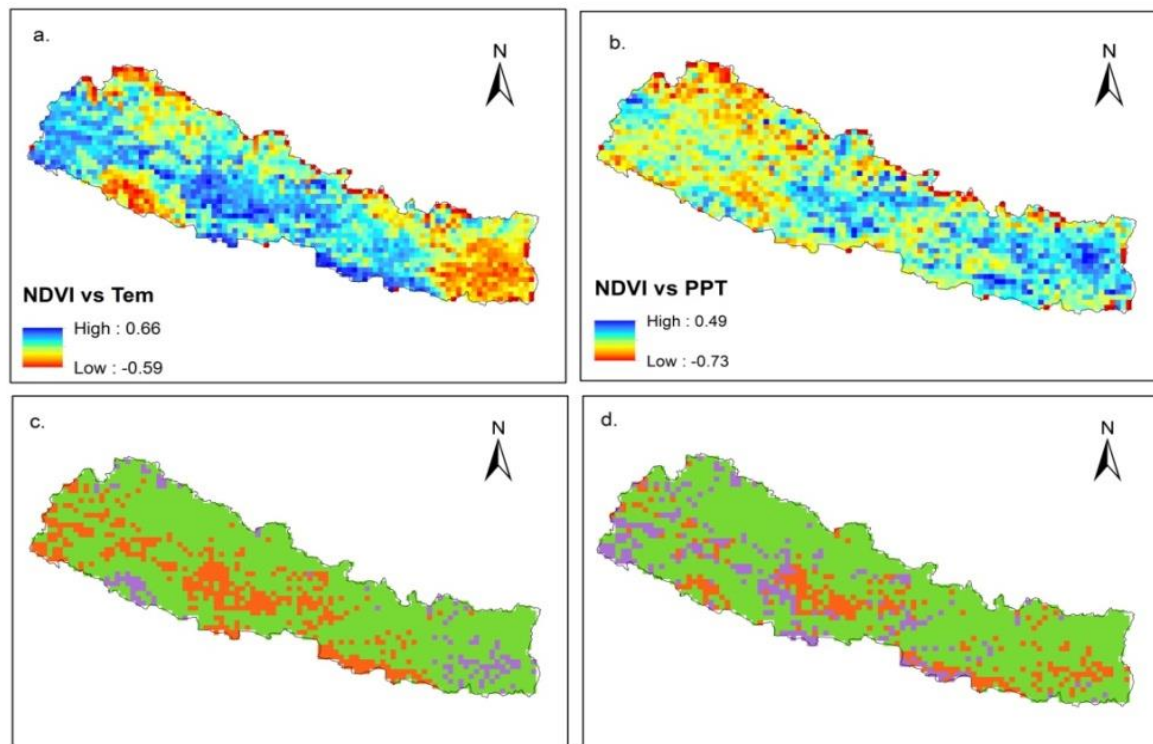 a.
N
NDVI vs Tem
High : 0.66
Low : -0.59
b.
N
NDVI vs PPT
High : 0.49
Low : -0.73
c.
N
d.
N